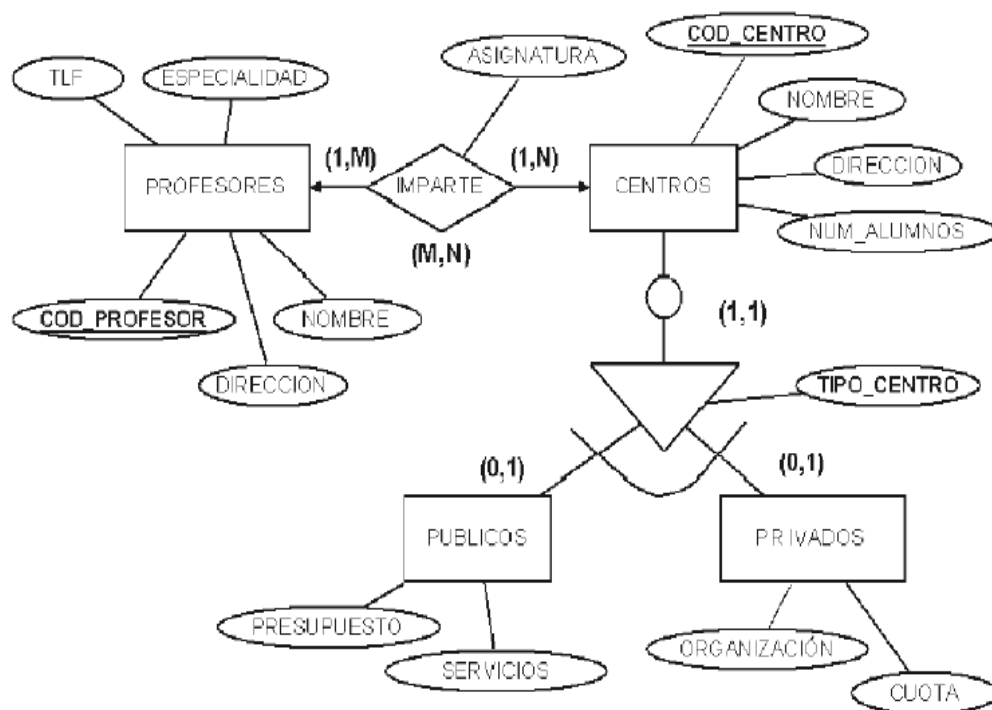 COD_CENTRO
ASIGNATURA
TLF
ESPECIALIDAD
NOMBRE
(1,M)
(1,N)
PROFESORES
IMPARTE
CENTROS
DIRECCION
NUM_ALUMNOS
(M,N)
COD_PROFESOR
NOMBRE
(1,1)
DIRECCION
TIPO_CENTRO
(0,1)
(0,1)
PUBLICOS
PRIVADOS
PRESUPUESTO
ORGANIZACIÓN
SERVICIOS
CUOTA